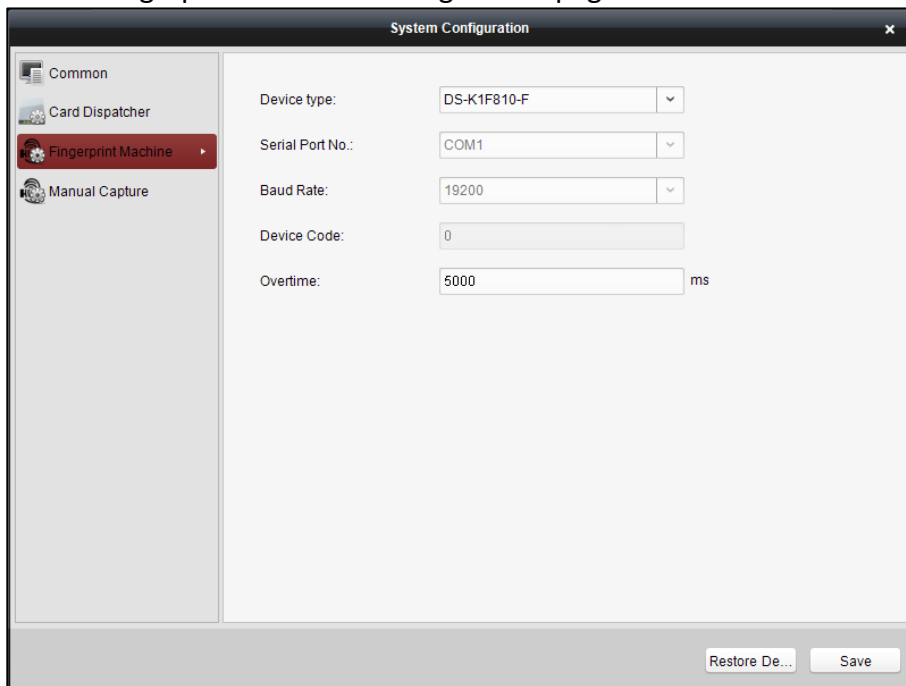 System Configuration
Common
Card Dispatcher
Fingerprint Machine
Manual Capture
Device type: DS-K1F810-F
Serial Port No.: COM1
Baud Rate: 19200
Device Code: 0
Overtime: 5000 ms
Restore De... Save